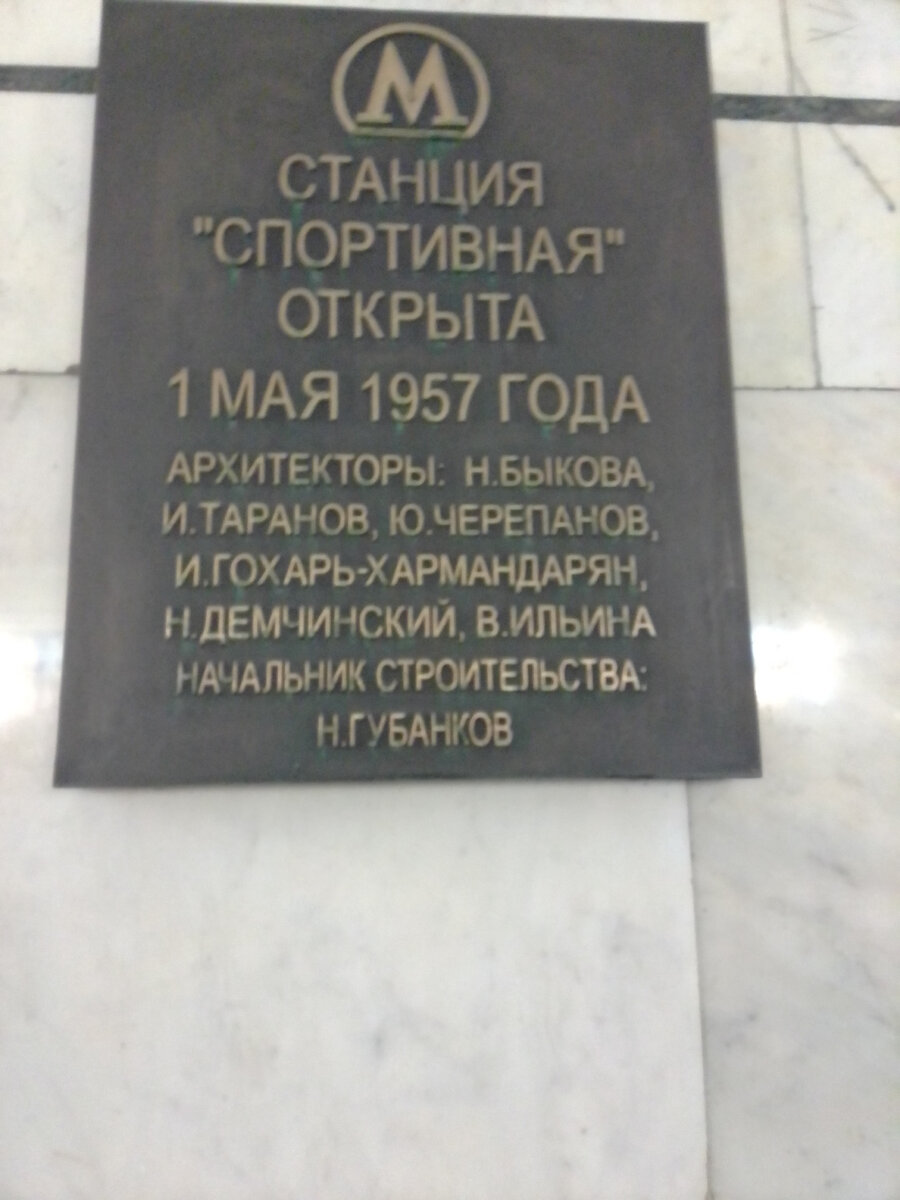 М
СТАНЦИЯ
"СПОРТИВНАЯ"
ОТКРЫТА
1 МАЯ 1957 ГОДА
АРХИТЕКТОРЫ: Н.БЫКОВА,
И.ТАРАНОВ, Ю.ЧЕРЕПАНОВ,
И.ГОХАРЬ-ХАРМАНДАРЯН,
Н.ДЕМЧИНСКИЙ, В.ИЛЬИНА
НАЧАЛЬНИК СТРОИТЕЛЬСТВА:
Н.ГУБАНКОВ